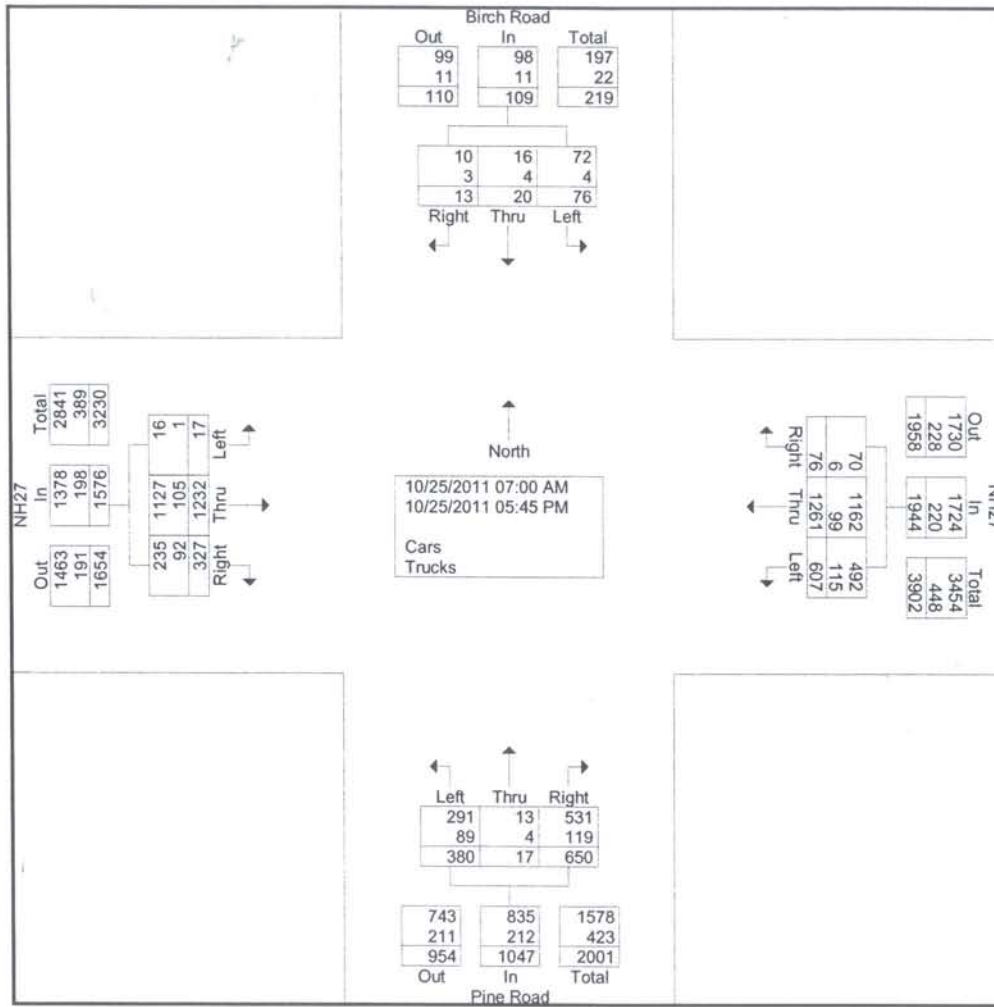 Birch Road
Out In Total
99 98 197
11 11 22
110 109 219
10 16 72
3 4 4
13 20 76
Right Thru Left
NH27
Total In Out
2841 1378 1463
389 198 191
3230 1576 1654
16 1127 235
1 105 92
17 1232 327
Left Thru Right
North
10/25/2011 07:00 AM
10/25/2011 05:45 PM
Cars
Trucks
Right Thru Left
76 1261 607
6 99 115
70 1162 492
Out In Total
1730 1724 3454
228 220 448
1958 1944 3902
NH27
Left Thru Right
291 13 531
89 4 119
380 17 650
743 835 1578
211 212 423
954 1047 2001
Out In Total
Pine Road